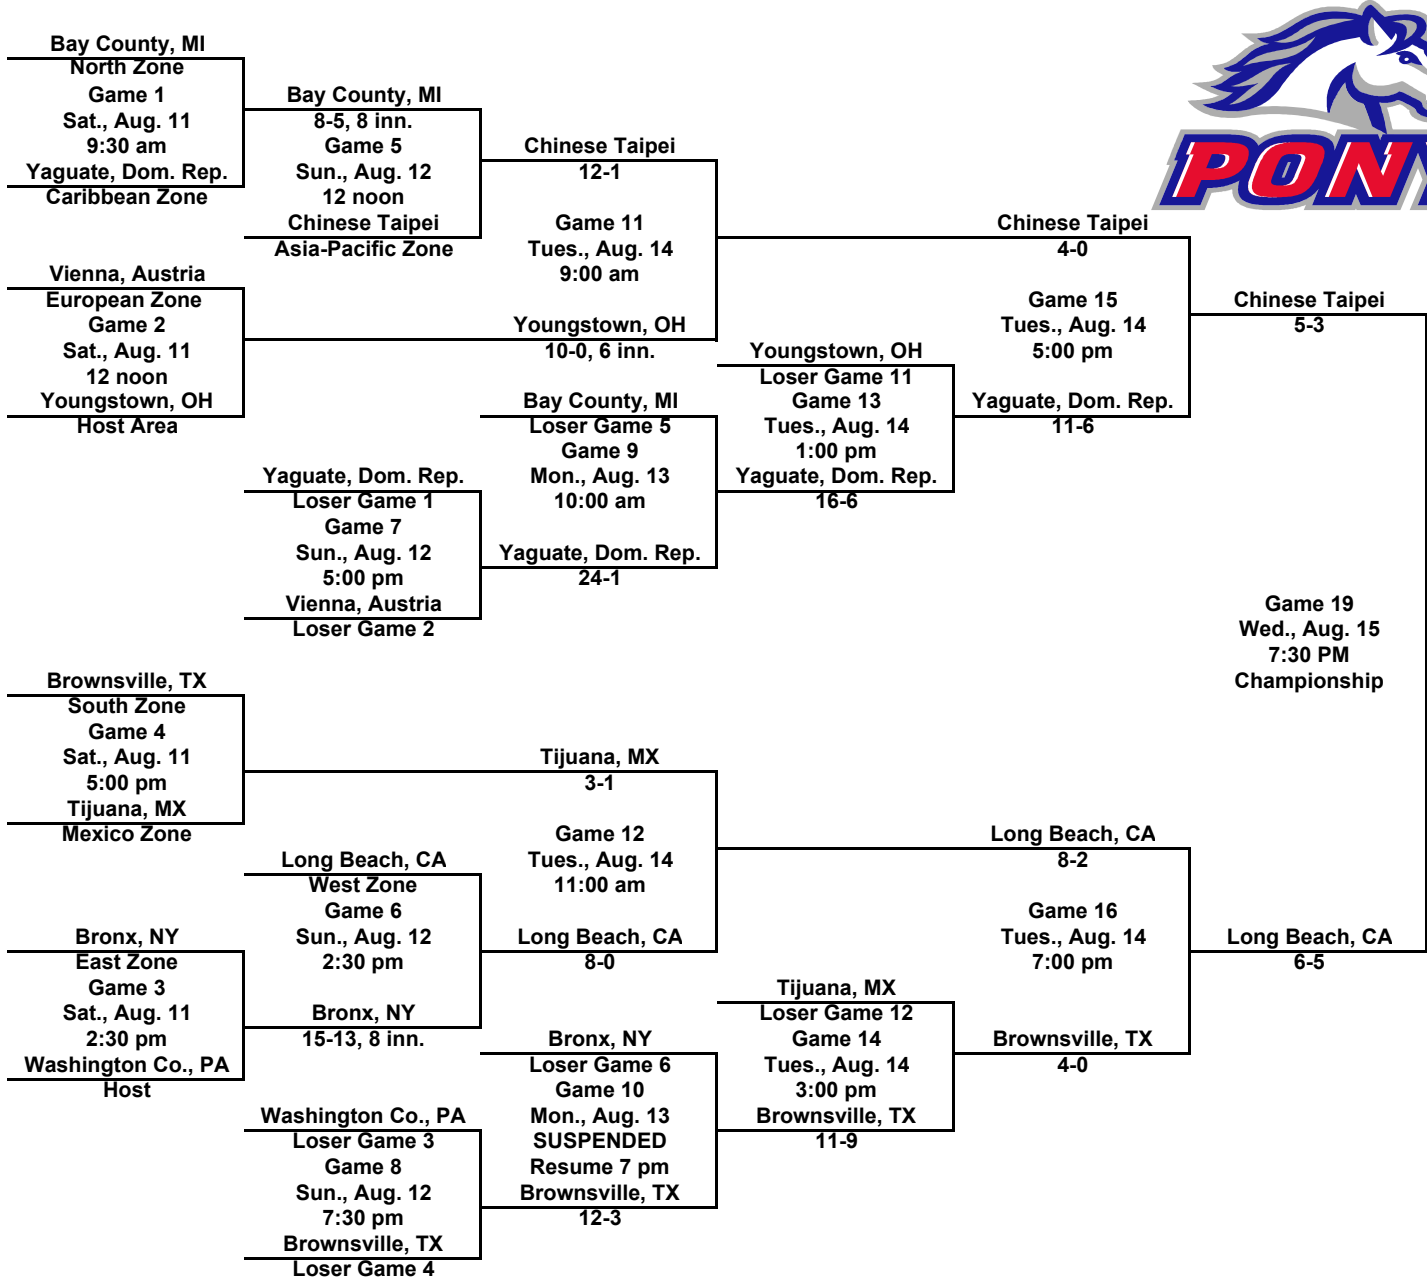 Bay County, MI
North Zone
Game 1
Sat., Aug. 11
9:30 am
Yaguate, Dom. Rep.
Caribbean Zone
Vienna, Austria
European Zone
Game 2
Sat., Aug. 11
12 noon
Youngstown, OH
Host Area
Brownsville, TX
South Zone
Game 4
Sat., Aug. 11
5:00 pm
Tijuana, MX
Mexico Zone
Bronx, NY
East Zone
Game 3
Sat., Aug. 11
2:30 pm
Washington Co., PA
Host
Bay County, MI
8-5, 8 inn.
Game 5
Sun., Aug. 12
12 noon
Chinese Taipei
Asia-Pacific Zone
Yaguate, Dom. Rep.
Loser Game 1
Game 7
Sun., Aug. 12
5:00 pm
Vienna, Austria
Loser Game 2
Long Beach, CA
West Zone
Game 6
Sun., Aug. 12
2:30 pm
Bronx, NY
15-13, 8 inn.
Washington Co., PA
Loser Game 3
Game 8
Sun., Aug. 12
7:30 pm
Brownsville, TX
Loser Game 4
Chinese Taipei
12-1
Game 11
Tues., Aug. 14
9:00 am
Youngstown, OH
10-0, 6 inn.
Bay County, MI
Loser Game 5
Game 9
Mon., Aug. 13
10:00 am
Yaguate, Dom. Rep.
24-1
Tijuana, MX
3-1
Game 12
Tues., Aug. 14
11:00 am
Long Beach, CA
8-0
Bronx, NY
Loser Game 6
Game 10
Mon., Aug. 13
SUSPENDED
Resume 7 pm
Brownsville, TX
12-3
Youngstown, OH
Loser Game 11
Game 13
Tues., Aug. 14
1:00 pm
Yaguate, Dom. Rep.
16-6
Tijuana, MX
Loser Game 12
Game 14
Tues., Aug. 14
3:00 pm
Brownsville, TX
11-9
Chinese Taipei
4-0
Game 15
Tues., Aug. 14
5:00 pm
Yaguate, Dom. Rep.
11-6
Long Beach, CA
8-2
Game 16
Tues., Aug. 14
7:00 pm
Brownsville, TX
4-0
PONY
Chinese Taipei
5-3
Game 19
Wed., Aug. 15
7:30 PM
Championship
Long Beach, CA
6-5